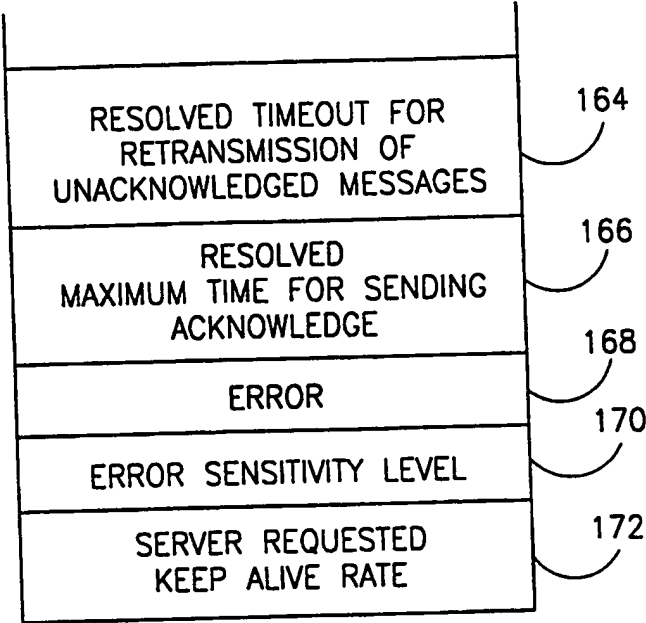 RESOLVED TIMEOUT FOR
RETRANSMISSION OF
UNACKNOWLEDGED MESSAGES
164
RESOLVED
MAXIMUM TIME FOR SENDING
ACKNOWLEDGE
166
ERROR
168
ERROR SENSITIVITY LEVEL
170
SERVER REQUESTED
KEEP ALIVE RATE
172